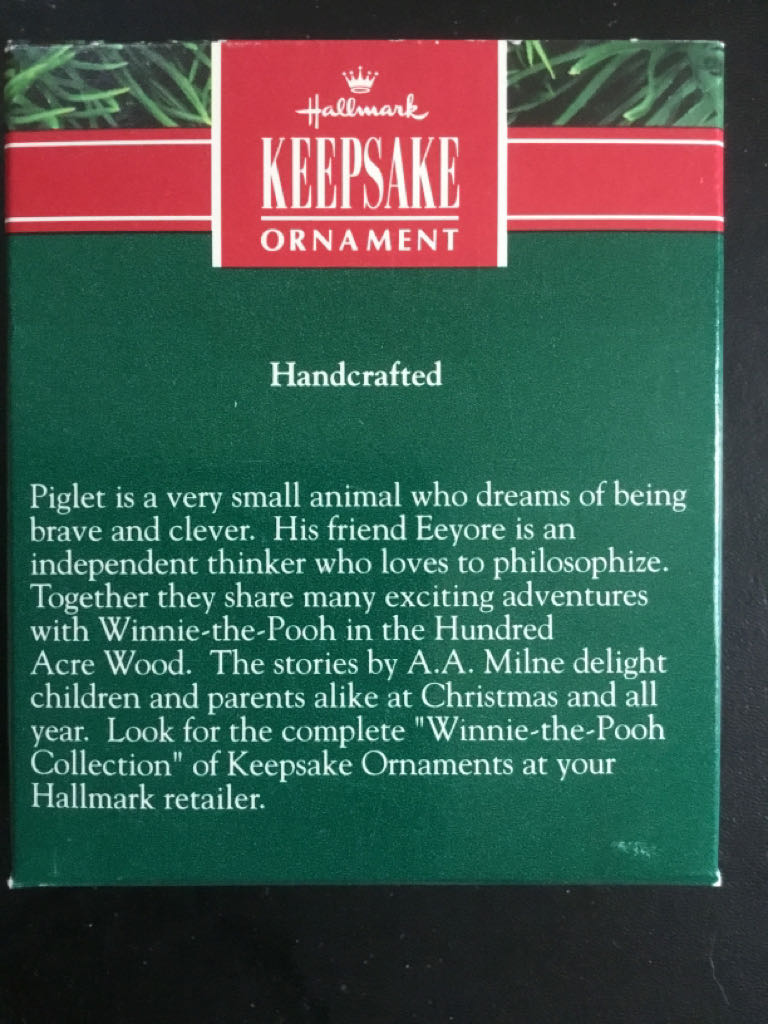 Hallmark
KEEPSAKE
ORNAMENT
Handcrafted
Piglet is a very small animal who dreams of being
brave and clever.  His friend Eeyore is an
independent thinker who loves to philosophize.
Together they share many exciting adventures
with Winnie-the-Pooh in the Hundred
Acre Wood.  The stories by A.A. Milne delight
children and parents alike at Christmas and all
year.  Look for the complete "Winnie-the-Pooh
Collection" of Keepsake Ornaments at your
Hallmark retailer.